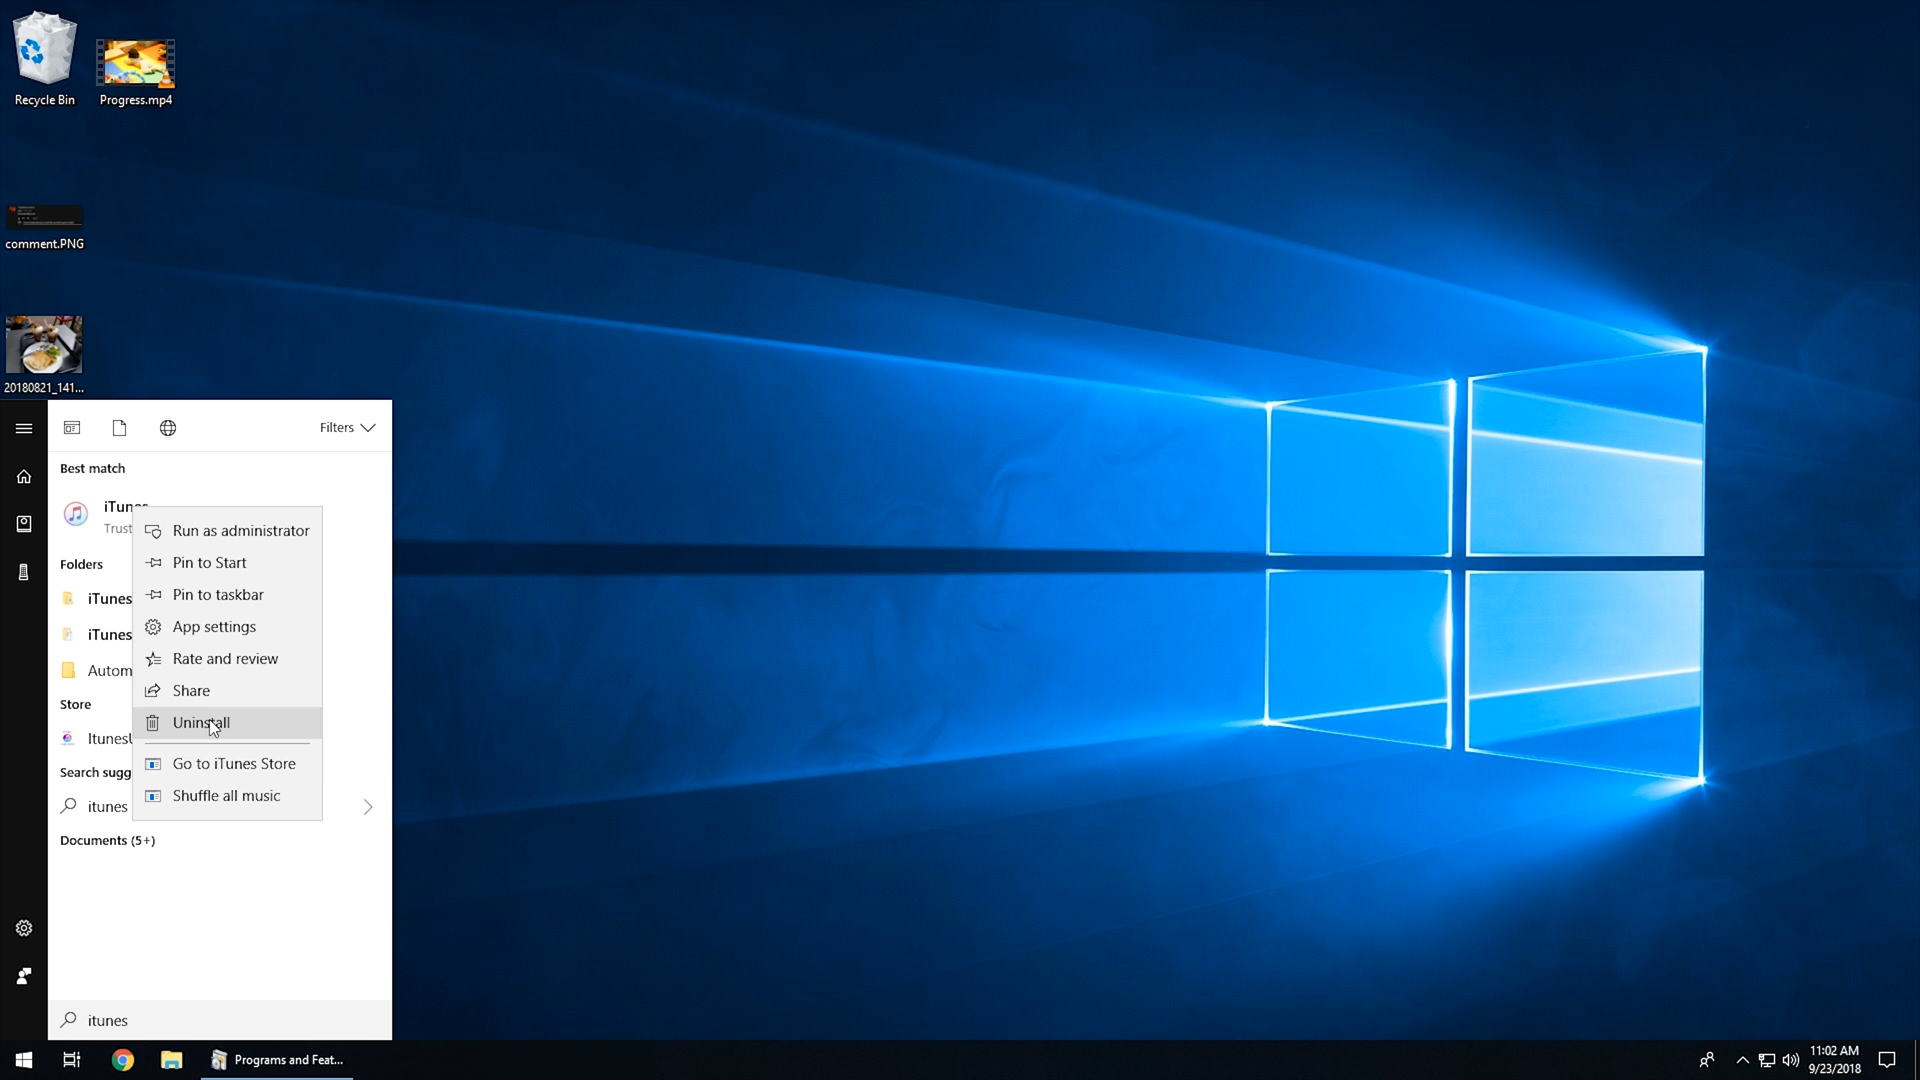 Recycle Bin
Progress.mp4
comment.PNG
20180821_141...
Filters
Best match
iTunes
Trust
Run as administrator
Pin to Start
Folders
iTunes
Pin to taskbar
iTunes
App settings
Autom
Rate and review
Share
Store
Uninstall
ItunesU
Search sugg
Go to iTunes Store
itunes
Shuffle all music
Documents (5+)
itunes
Programs and Feat...
11:02 AM
9/23/2018